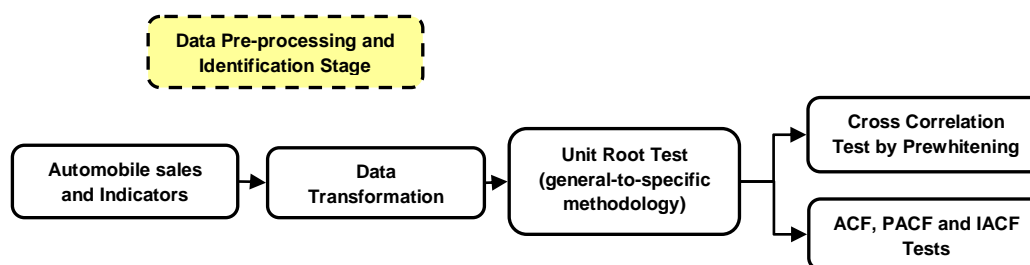 Data Pre-processing and
Identification Stage
Automobile sales
and Indicators
Data
Transformation
Unit Root Test
(general-to-specific
methodology)
Cross Correlation
Test by Prewhitening
ACF, PACF and IACF
Tests